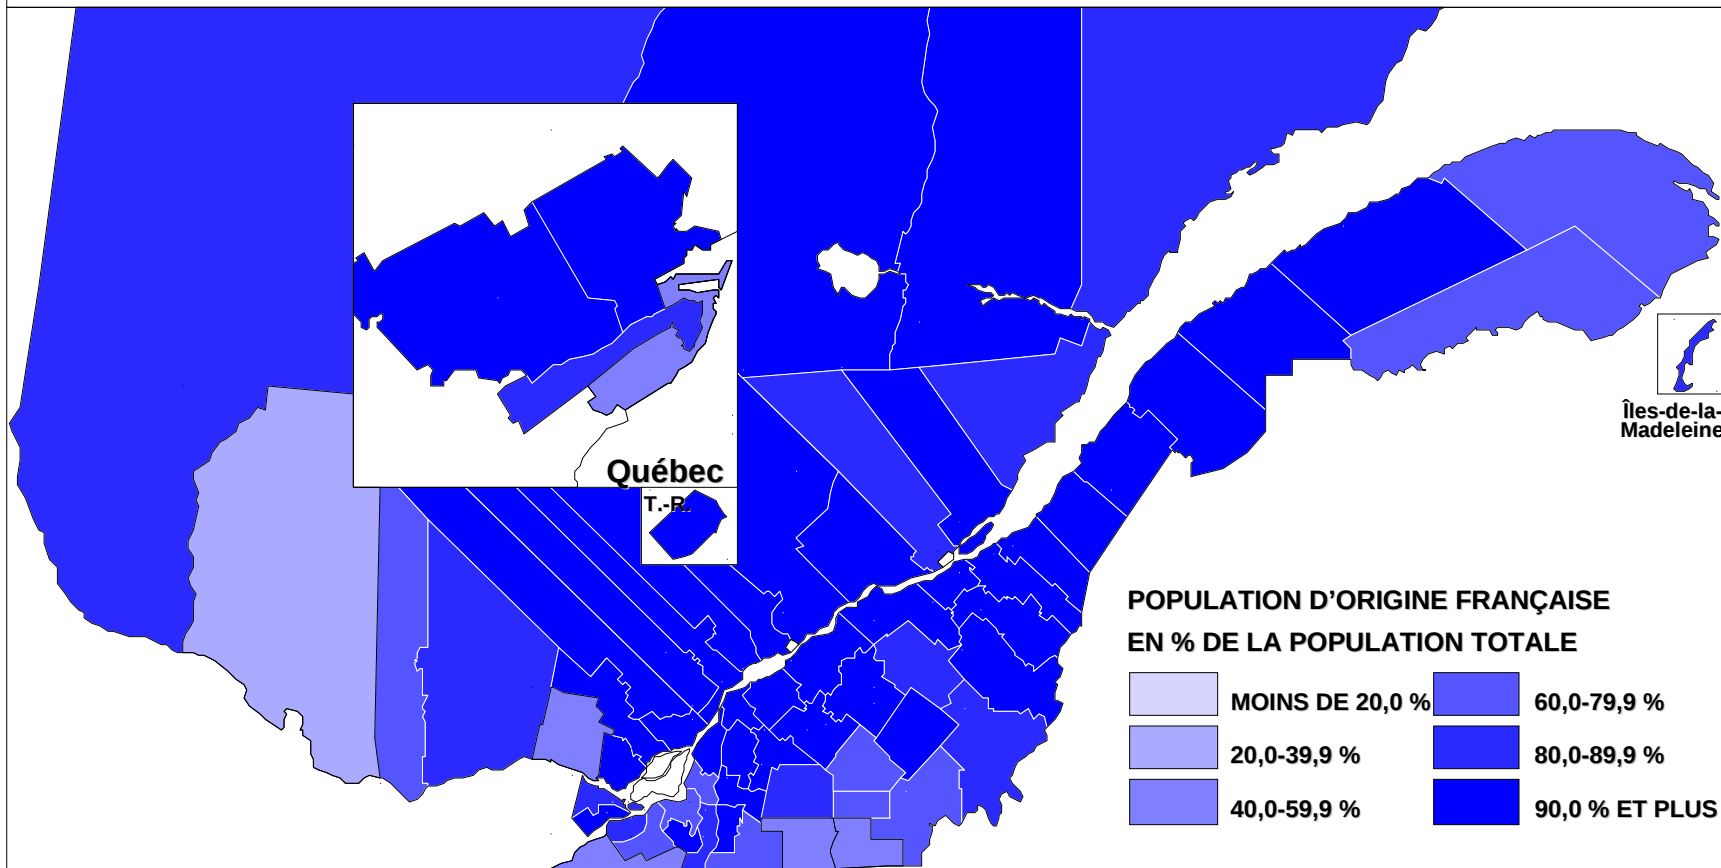 Québec
T.-R.
Îles-de-la-
Madeleine
POPULATION D’ORIGINE FRANÇAISE
EN % DE LA POPULATION TOTALE
MOINS DE 20,0 %
20,0-39,9 %
40,0-59,9 %
60,0-79,9 %
80,0-89,9 %
90,0 % ET PLUS